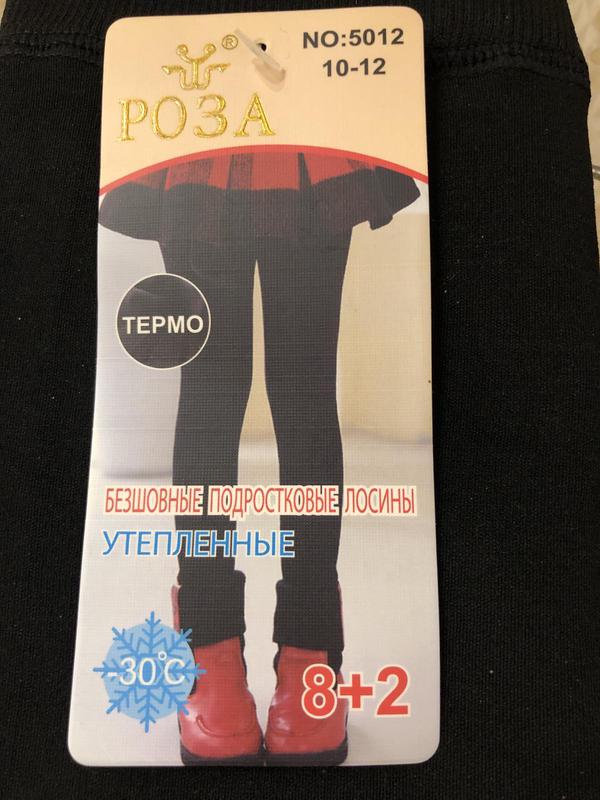 ®
NO:5012
10-12
РОЗА
ТЕРМО
БЕЗШОВНЫЕ ПОДРОСТКОВЫЕ ЛОСИНЫ
УТЕПЛЕННЫЕ
-30°C
8+2